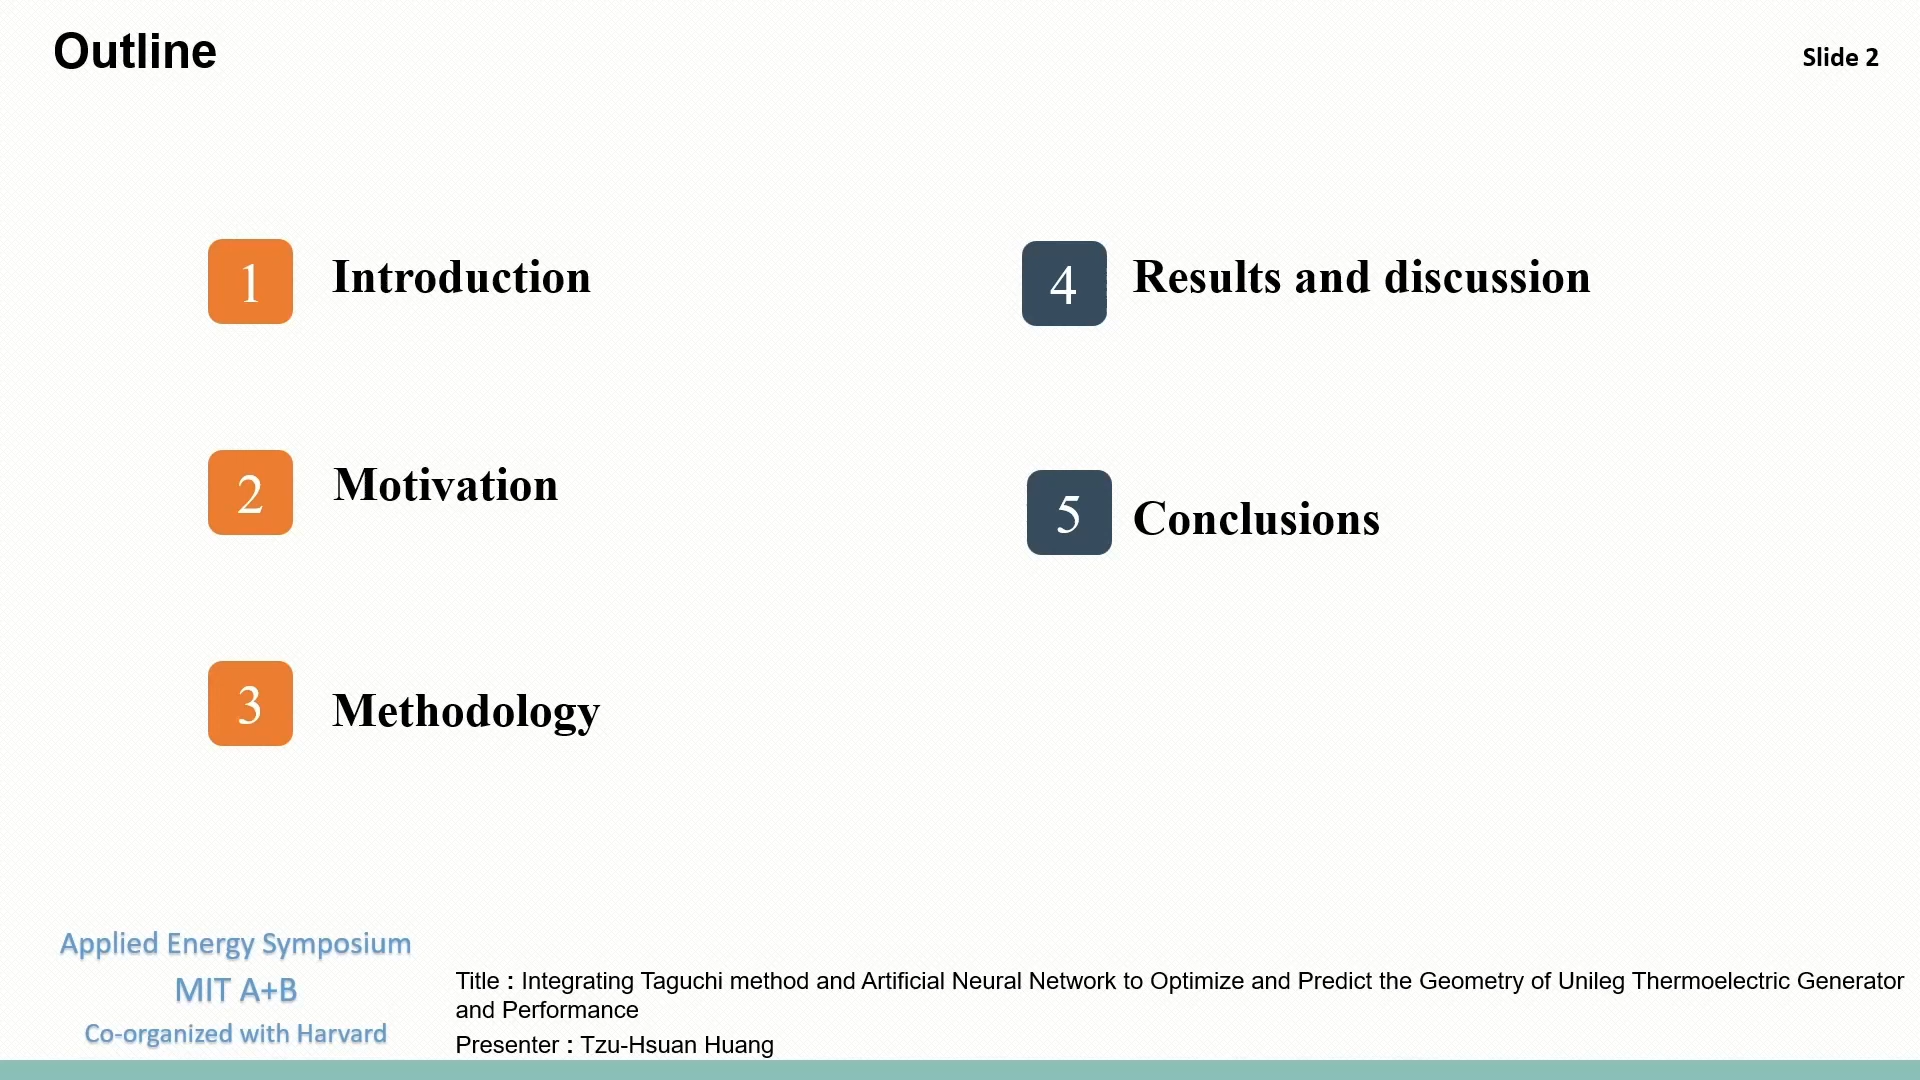 Outline
Slide 2
1 Introduction
2 Motivation
3 Methodology
4 Results and discussion
5 Conclusions
Applied Energy Symposium
MIT A+B
Co-organized with Harvard
Title : Integrating Taguchi method and Artificial Neural Network to Optimize and Predict the Geometry of Unileg Thermoelectric Generator
and Performance
Presenter : Tzu-Hsuan Huang